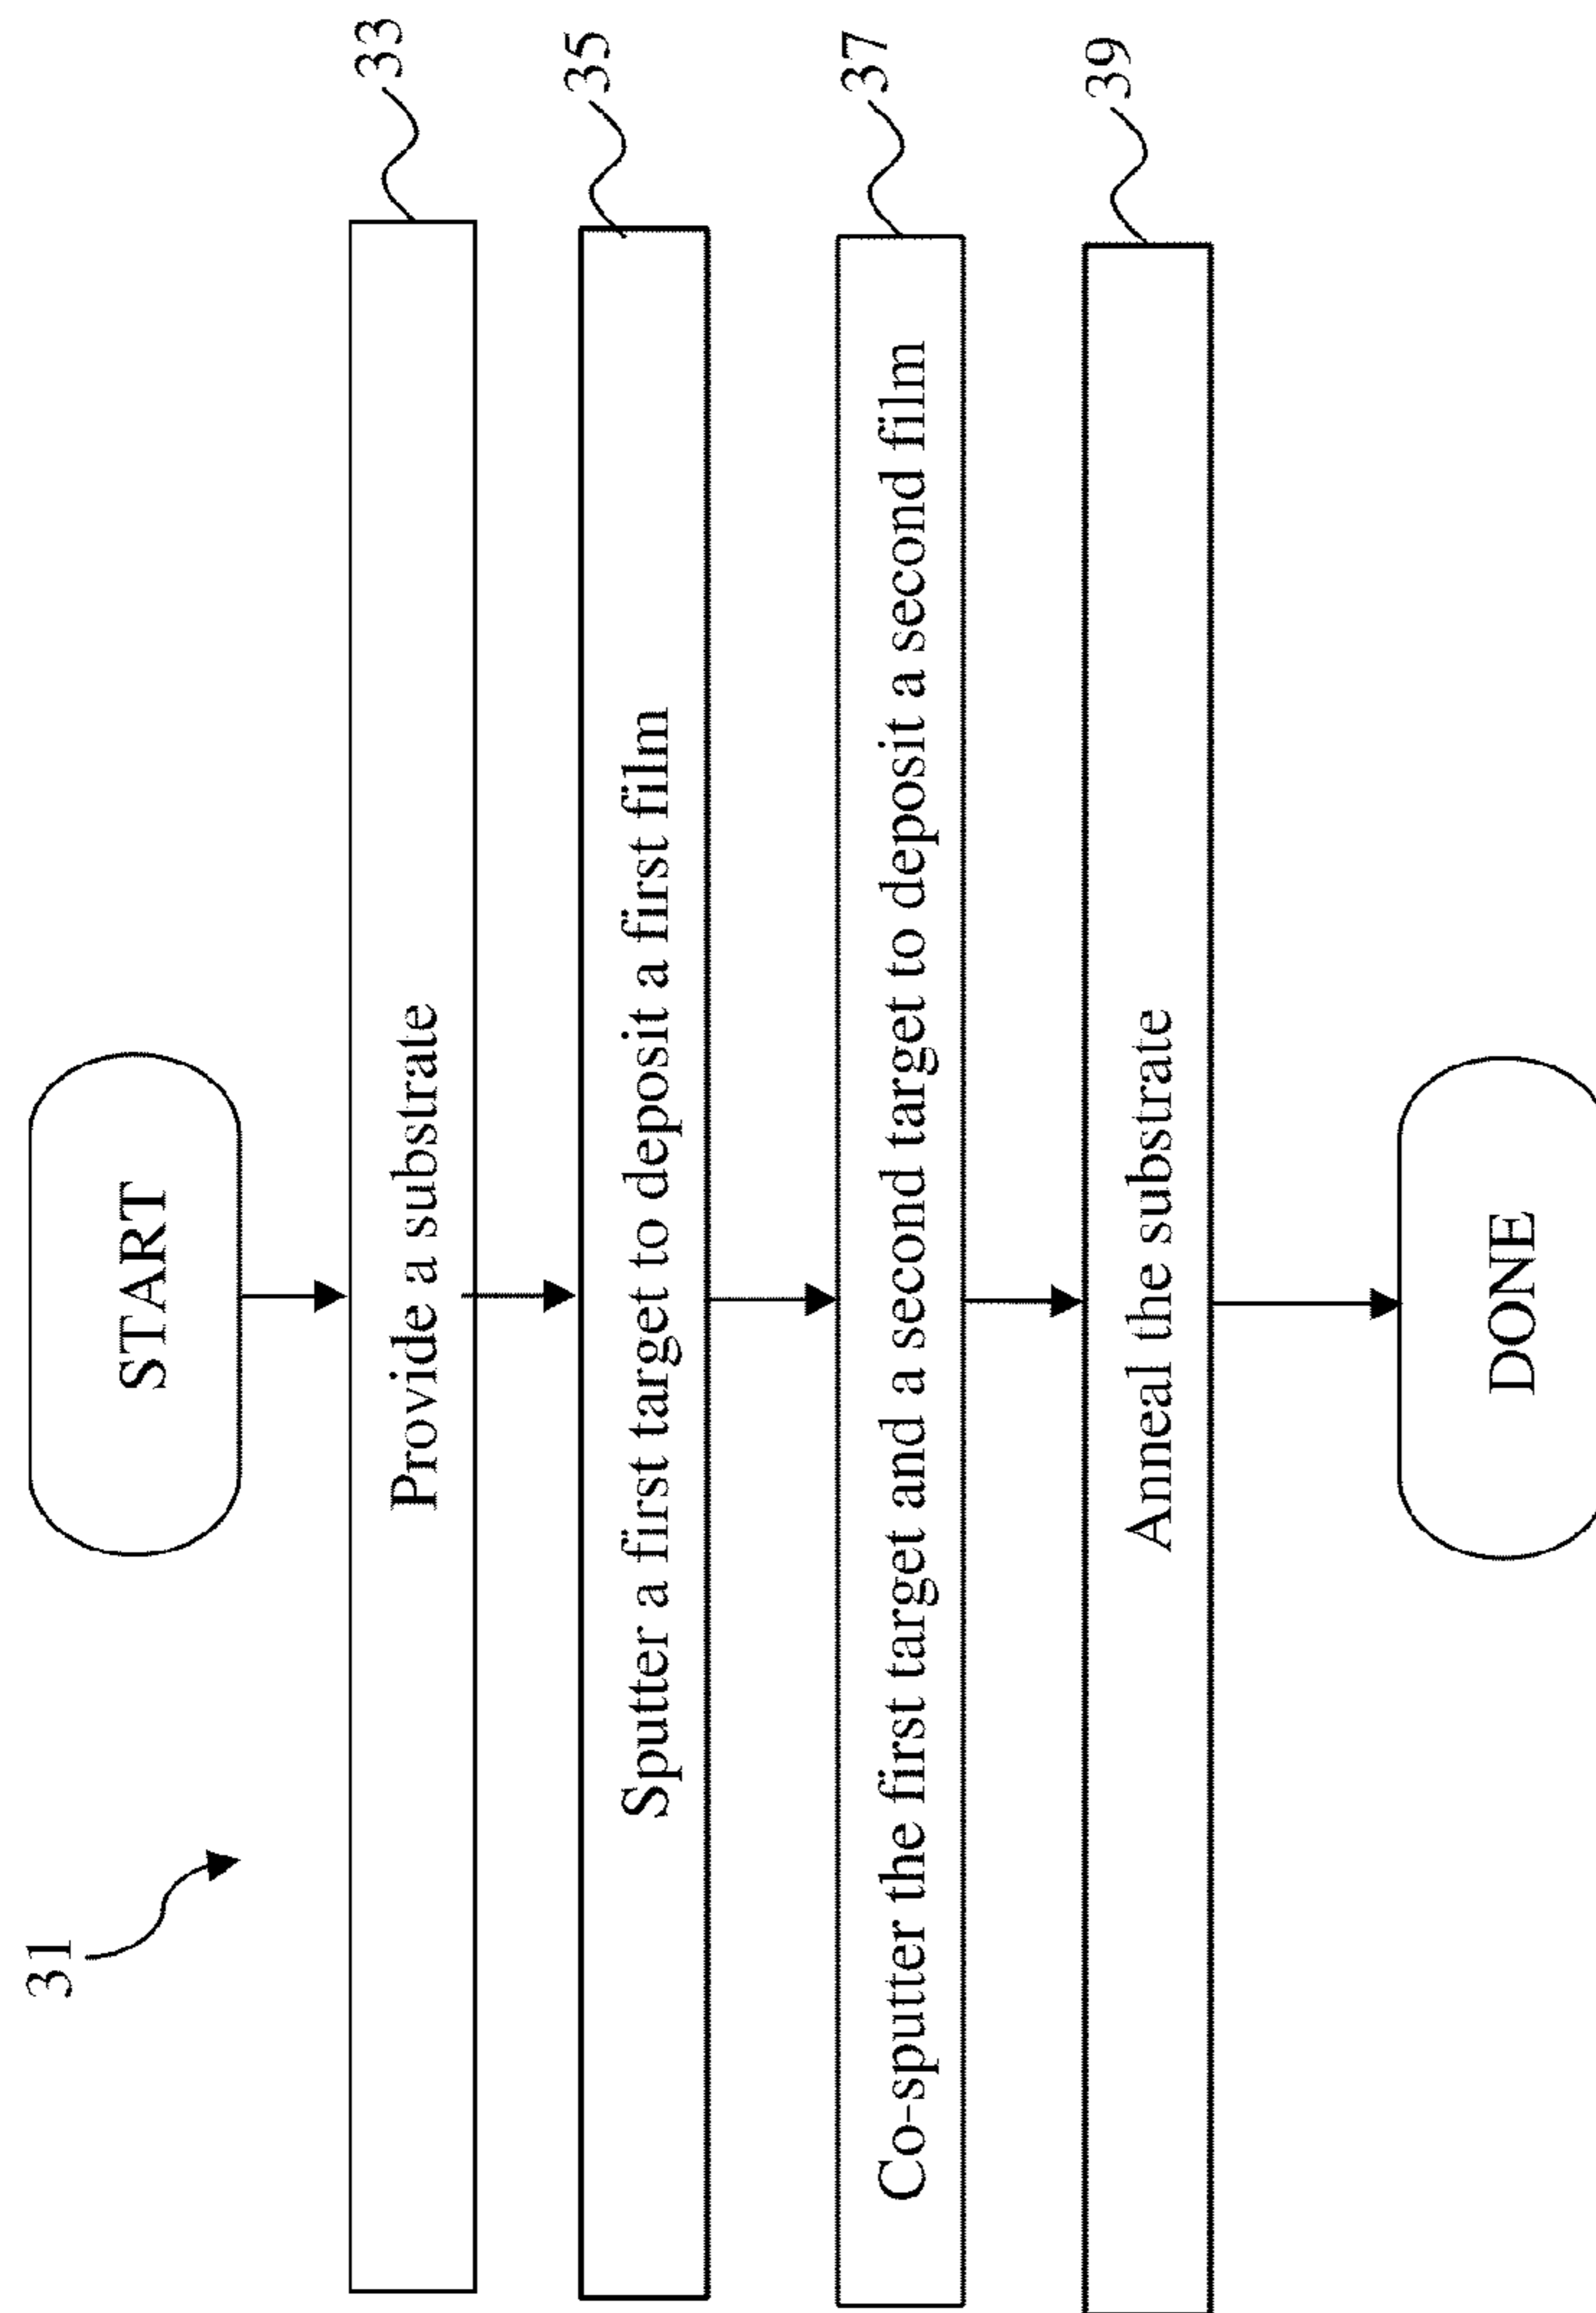 31
START
Provide a substrate
33
Sputter a first target to deposit a first film
35
Co-sputter the first target and a second target to deposit a second film
37
Anneal the substrate
39
DONE